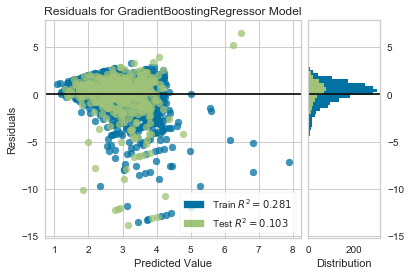 Residuals for GradientBoostingRegressor Model
Residuals
5
0
−5
−10
−15
1 2 3 4 5 6 7 8
Predicted Value
Train R² = 0.281
Test R² = 0.103
5
0
−5
−10
−15
0 200
Distribution